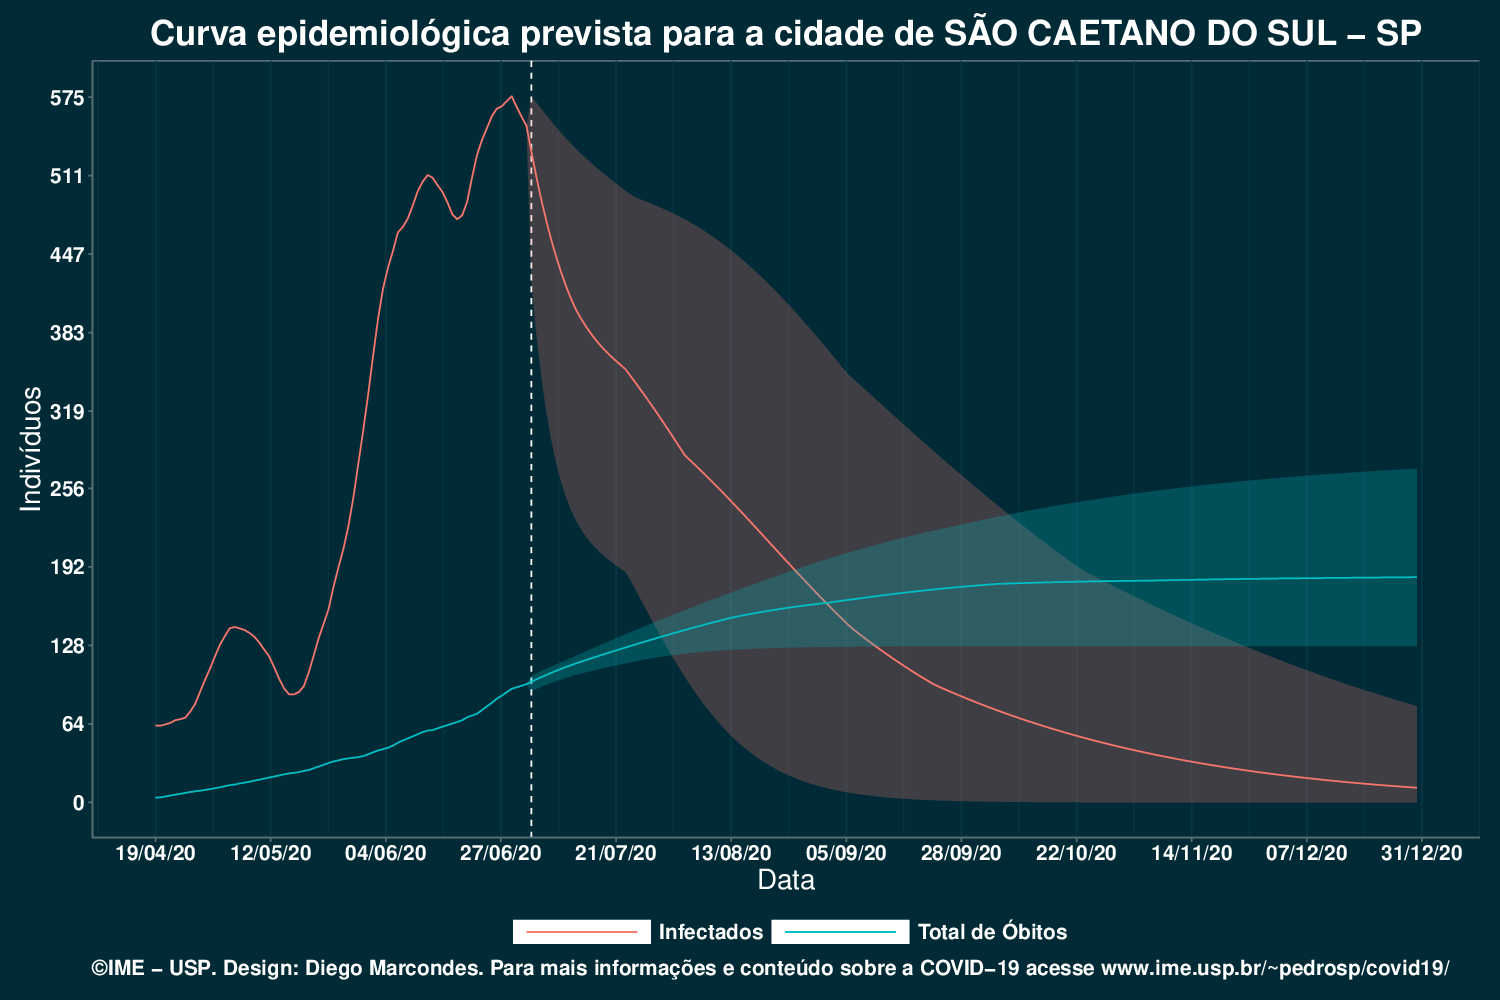 Curva epidemiológica prevista para a cidade de SÃO CAETANO DO SUL − SP
Indivíduos
575
511
447
383
319
256
192
128
64
0
19/04/20 12/05/20 04/06/20 27/06/20 21/07/20 13/08/20 05/09/20 28/09/20 22/10/20 14/11/20 07/12/20 31/12/20
Data
Infectados Total de Óbitos
©IME − USP. Design: Diego Marcondes. Para mais informações e conteúdo sobre a COVID−19 acesse www.ime.usp.br/~pedrosp/covid19/